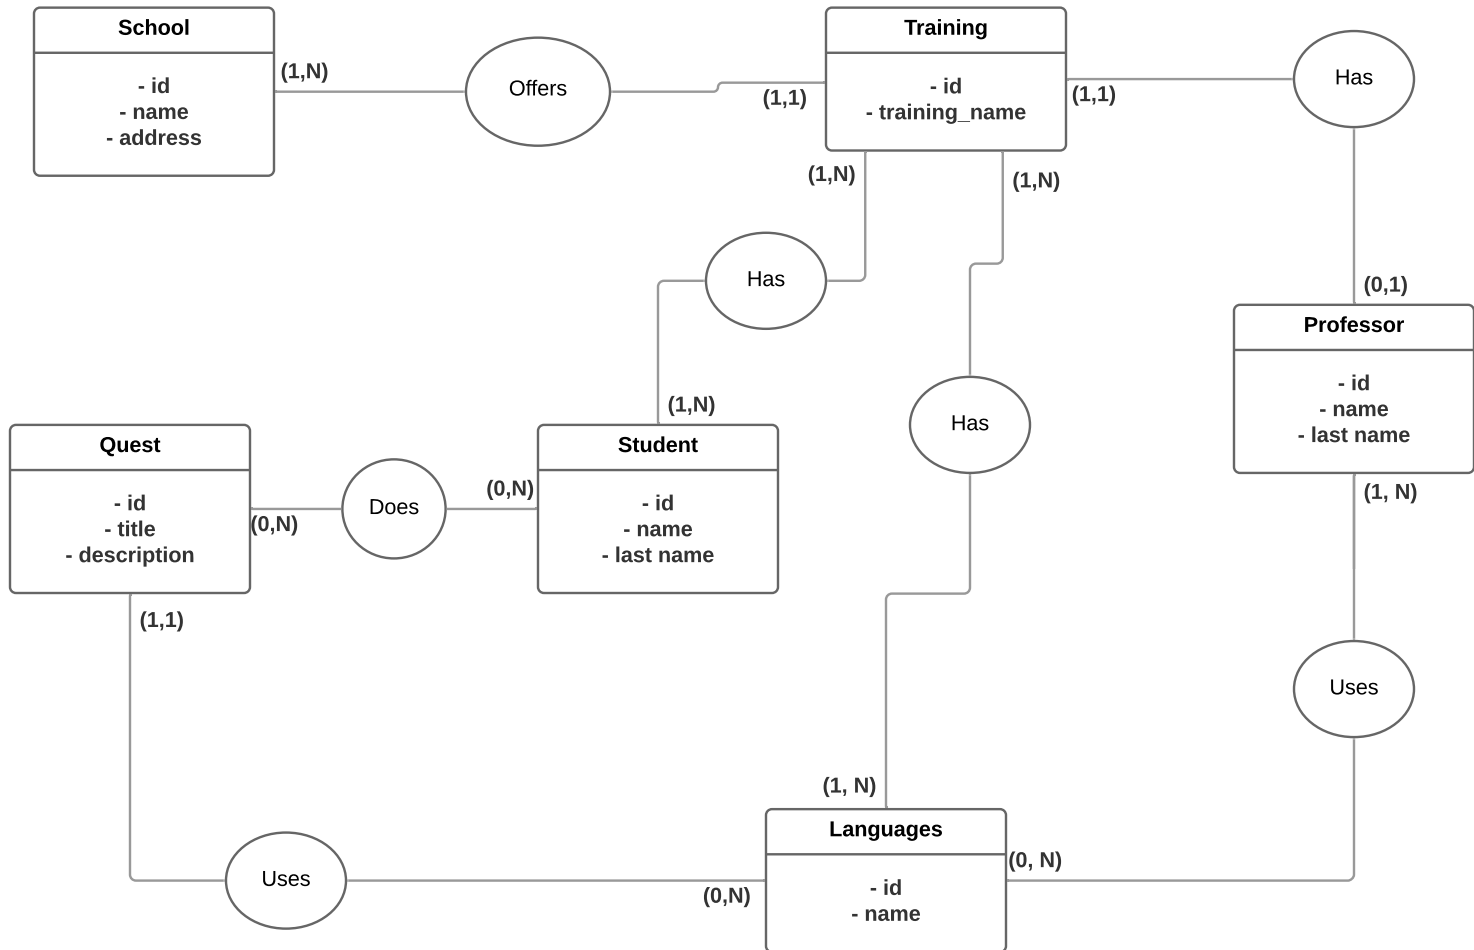 School
- id
- name
- address
(1,N)
Offers
(1,1)
Training
- id
- training_name
(1,1)
Has
(1,N)
(1,N)
Has
(0,1)
Professor
- id
- name
- last name
(1,N)
Has
Quest
- id
- title
- description
(0,N)
Does
(0,N)
Student
- id
- name
- last name
(1, N)
(1,1)
Uses
(1, N)
Languages
- id
- name
(0, N)
Uses
(0,N)